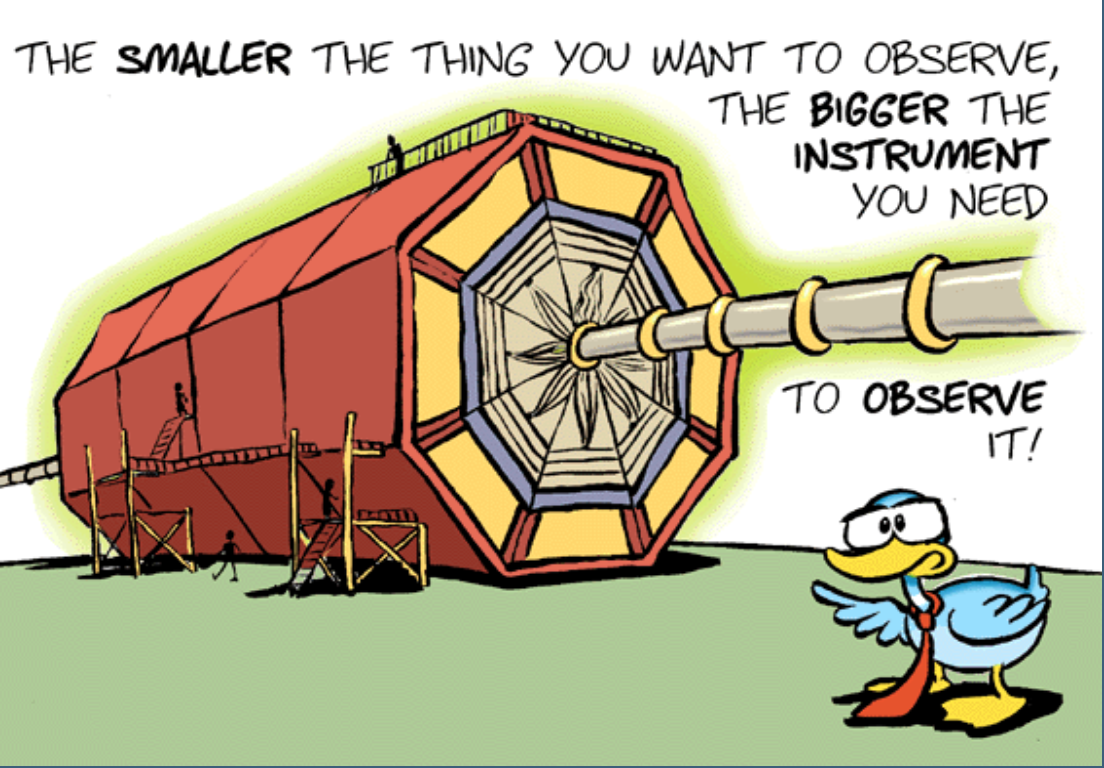 THE SMALLER THE THING YOU WANT TO OBSERVE,
THE BIGGER THE
INSTRUMENT
YOU NEED
TO OBSERVE
IT!